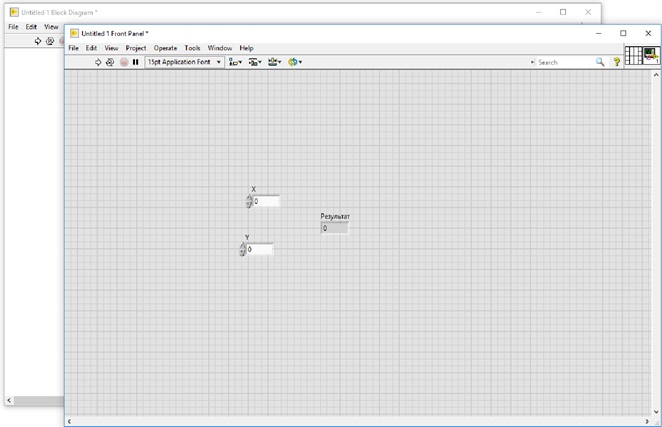 Untitled 1 Block Diagram *
File Edit View
Untitled 1 Front Panel *
File Edit View Project Operate Tools Window Help
15pt Application Font Search ?
X
0
Результат
0
Y
0